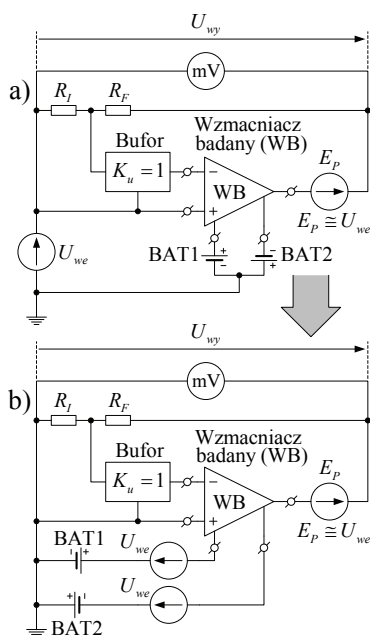 U_wy
mV
a)
R_I
R_F
Bufor
K_u = 1
Wzmacniacz
badany (WB)
−
WB
+
E_P
E_P ≅ U_we
BAT1
+
−
−
+
BAT2
U_we
U_wy
mV
b)
R_I
R_F
Bufor
K_u = 1
Wzmacniacz
badany (WB)
−
WB
+
E_P
E_P ≅ U_we
BAT1
U_we
- +
U_we
+ -
BAT2